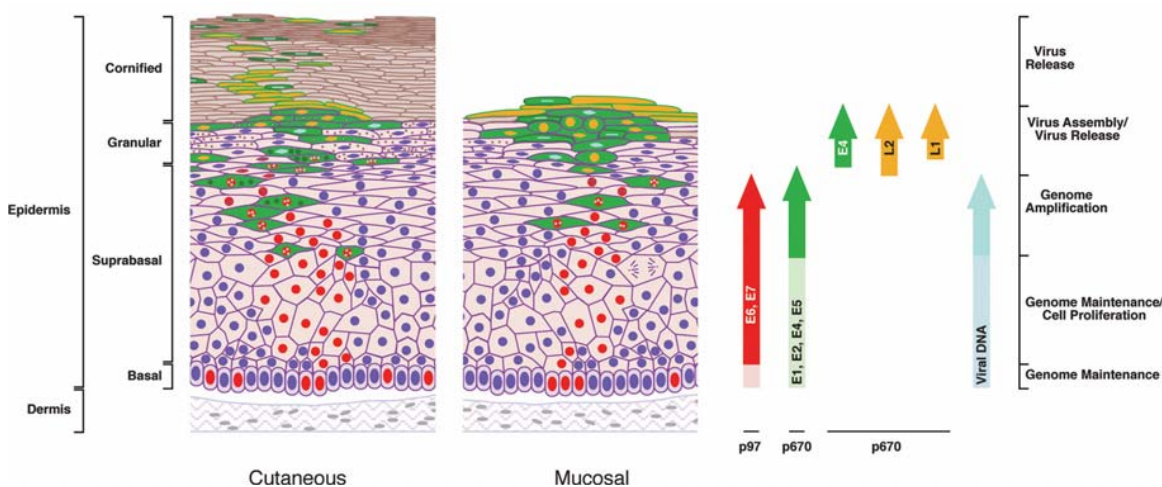 Epidermis
Dermis
Cornified
Granular
Suprabasal
Basal
Cutaneous
Mucosal
E6, E7
E1, E2, E4, E5
E4
L2
L1
Viral DNA
p97
p670
p670
Virus
Release
Virus Assembly/
Virus Release
Genome
Amplification
Genome Maintenance/
Cell Proliferation
Genome Maintenance